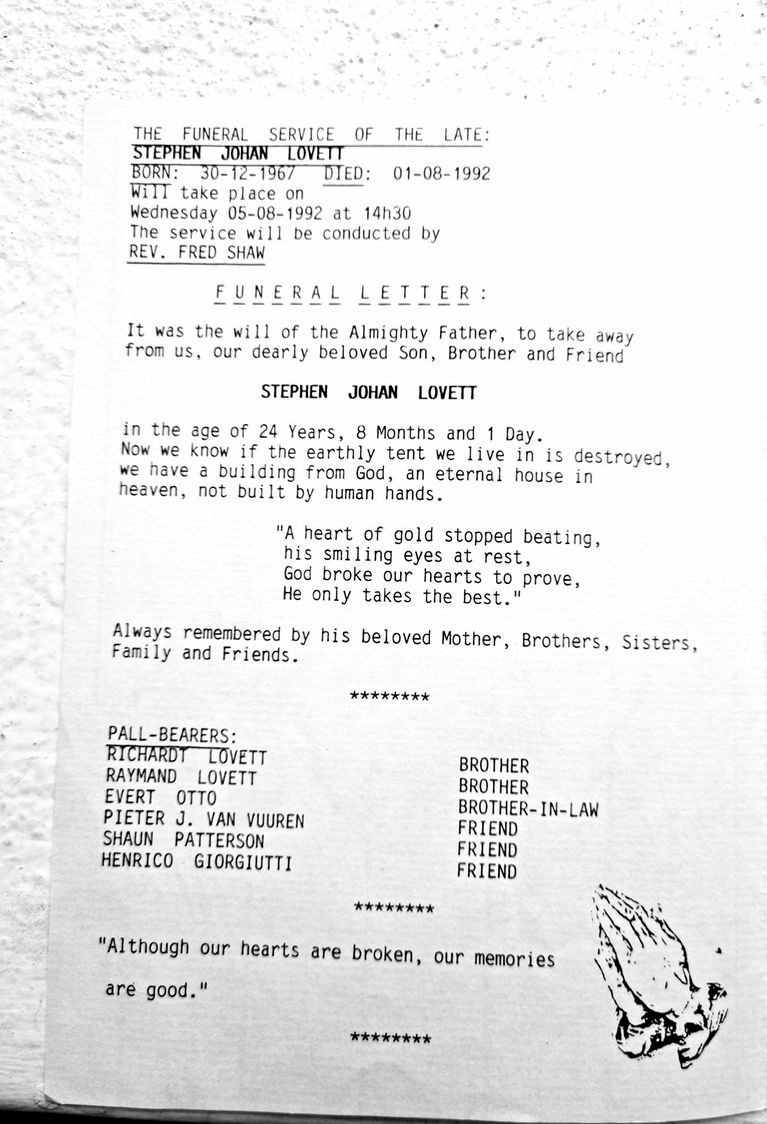 THE FUNERAL SERVICE OF THE LATE:
STEPHEN JOHAN LOVETT
BORN: 30-12-1967 DIED: 01-08-1992
Will take place on
Wednesday 05-08-1992 at 14h30
The service will be conducted by
REV. FRED SHAW
F U N E R A L L E T T E R :
It was the will of the Almighty Father, to take away
from us, our dearly beloved Son, Brother and Friend
STEPHEN JOHAN LOVETT
in the age of 24 Years, 8 Months and 1 Day.
Now we know if the earthly tent we live in is destroyed,
we have a building from God, an eternal house in
heaven, not built by human hands.
"A heart of gold stopped beating,
his smiling eyes at rest,
God broke our hearts to prove,
He only takes the best."
Always remembered by his beloved Mother, Brothers, Sisters,
Family and Friends.
********
PALL-BEARERS:
RICHARDT LOVETT BROTHER
RAYMAND LOVETT BROTHER
EVERT OTTO BROTHER-IN-LAW
PIETER J. VAN VUUREN FRIEND
SHAUN PATTERSON FRIEND
HENRICO GIORGIUTTI FRIEND
********
"Although our hearts are broken, our memories
are good."
********